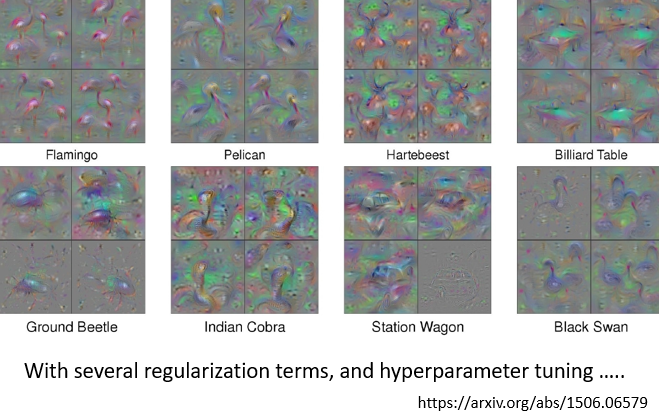 Flamingo Pelican Hartebeest Billiard Table
Ground Beetle Indian Cobra Station Wagon Black Swan
With several regularization terms, and hyperparameter tuning …..
https://arxiv.org/abs/1506.06579